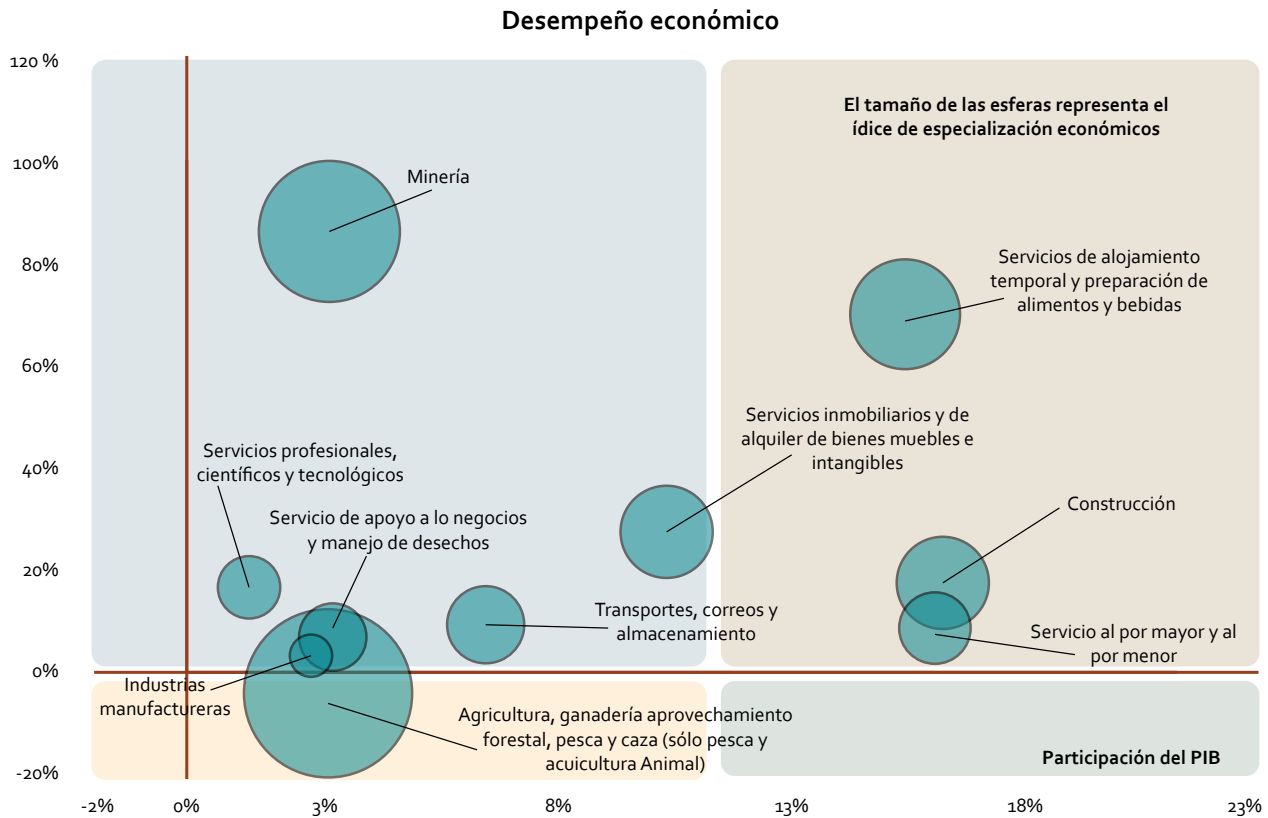 Desempeño económico
120 %
100%
80%
60%
40%
20%
0%
-20%
El tamaño de las esferas representa el
ídice de especialización económicos
Minería
Servicios de alojamiento
temporal y preparación de
alimentos y bebidas
Servicios inmobiliarios y de
alquiler de bienes muebles e
intangibles
Servicios profesionales,
científicos y tecnológicos
Servicio de apoyo a lo negocios
y manejo de desechos
Construcción
Transportes, correos y
almacenamiento
Servicio al por mayor y al
por menor
Industrias
manufactureras
Agricultura, ganadería aprovechamiento
forestal, pesca y caza (sólo pesca y
acuicultura Animal)
Participación del PIB
-2% 0% 3% 8% 13% 18% 23%